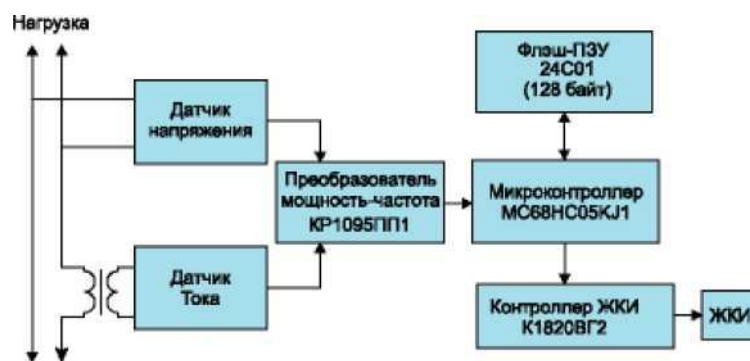 Нагрузка
Датчик
напряжения
Флэш-ПЗУ
24С01
(128 байт)
Преобразователь
мощность-частота
КР1095ПП1
Микроконтроллер
МС68НС05KJ1
Датчик
Тока
Контроллер ЖКИ
К1820ВГ2
ЖКИ